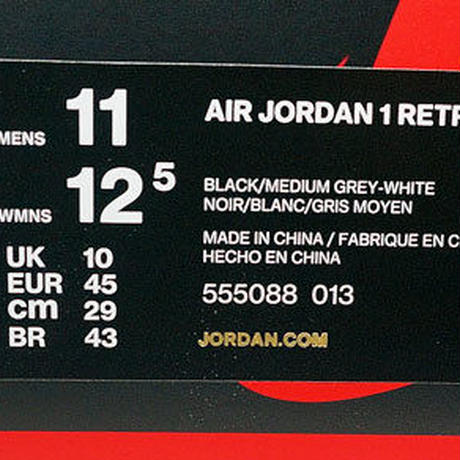 MENS 11
WMNS 12 5
UK 10
EUR 45
cm 29
BR 43
AIR JORDAN 1 RETR
BLACK/MEDIUM GREY-WHITE
NOIR/BLANC/GRIS MOYEN
MADE IN CHINA / FABRIQUE EN C
HECHO EN CHINA
555088 013
JORDAN.COM